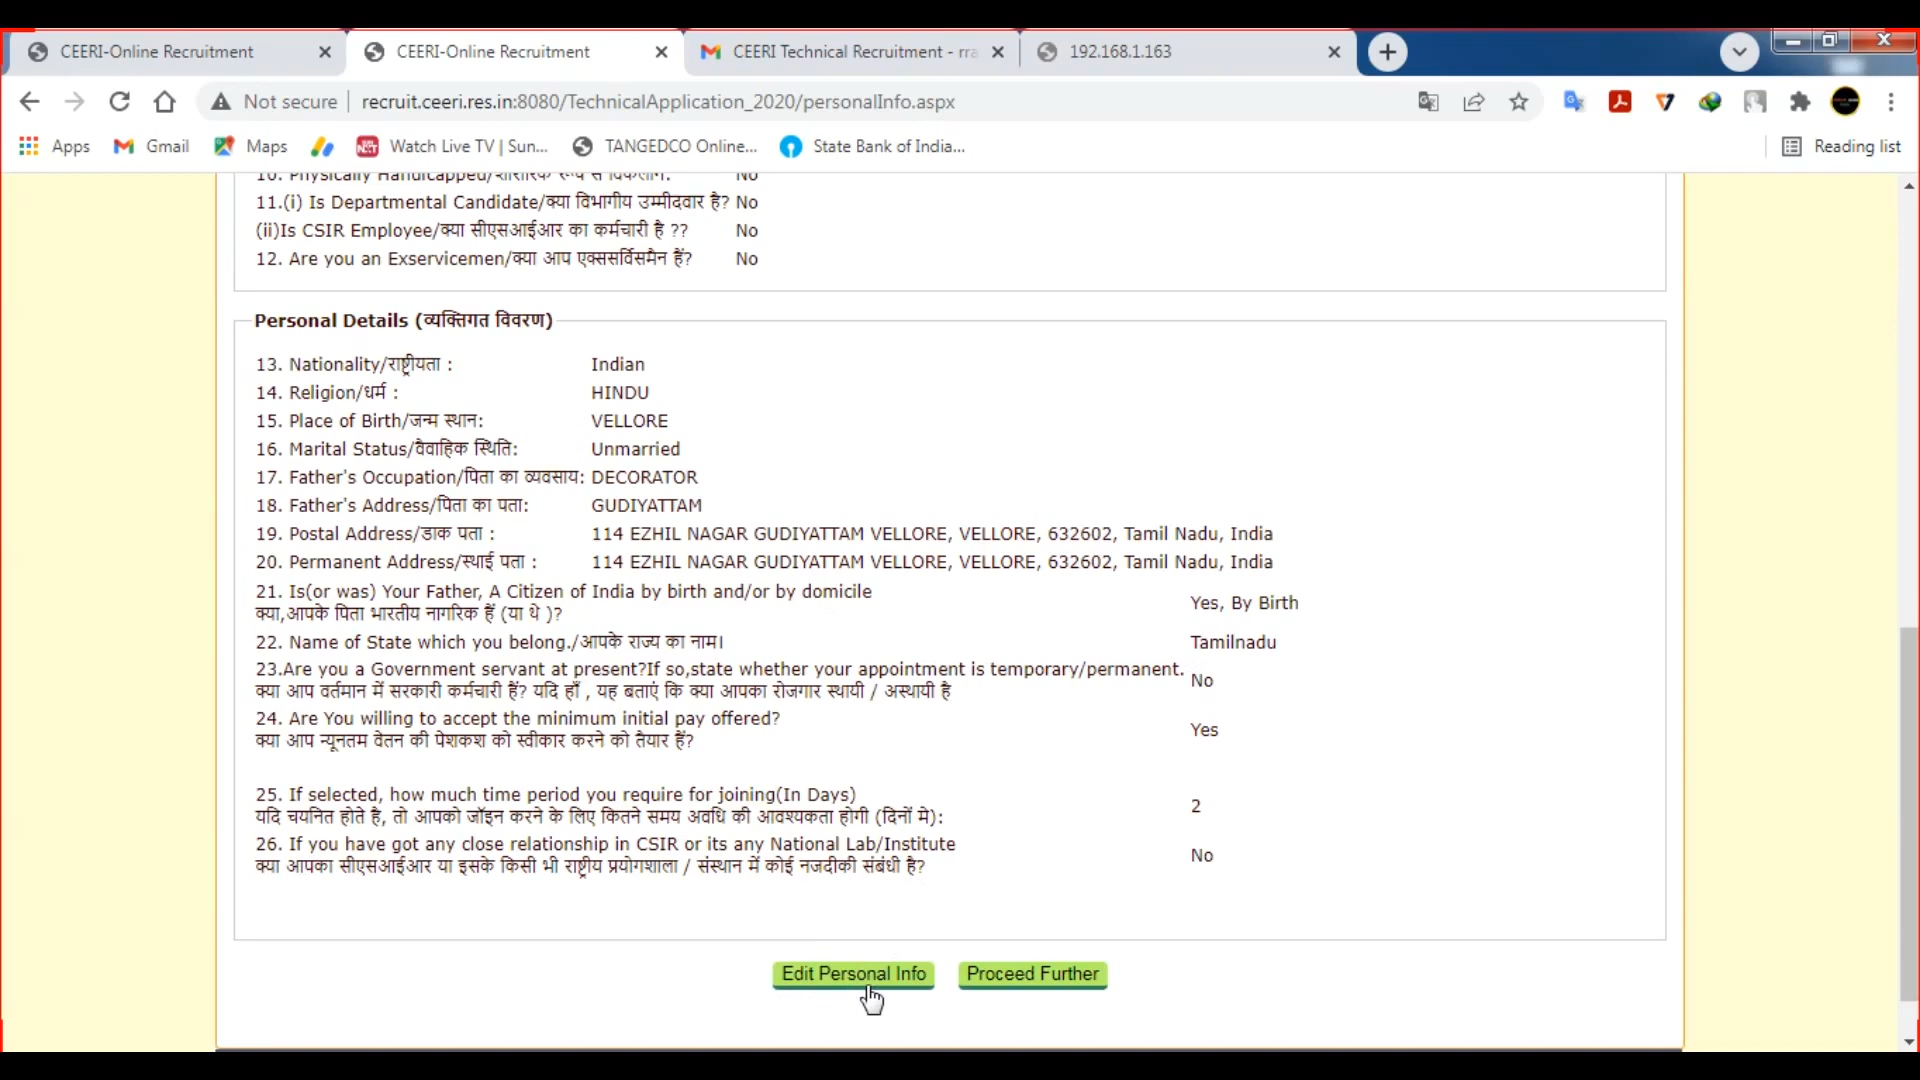 CEERI-Online Recruitment
CEERI-Online Recruitment
CEERI Technical Recruitment - rra
192.168.1.163
Not secure recruit.ceeri.res.in:8080/TechnicalApplication_2020/personalInfo.aspx
Apps Gmail Maps Watch Live TV | Sun... TANGEDCO Online... State Bank of India... Reading list
10. Physically Handicapped/शारीरिक रूप से विकलांग: No
11.(i) Is Departmental Candidate/क्या विभागीय उम्मीदवार है? No
(ii)Is CSIR Employee/क्या सीएसआईआर का कर्मचारी है ?? No
12. Are you an Exservicemen/क्या आप एक्ससर्विसमैन हैं? No
Personal Details (व्यक्तिगत विवरण)
13. Nationality/राष्ट्रीयता : Indian
14. Religion/धर्म : HINDU
15. Place of Birth/जन्म स्थान: VELLORE
16. Marital Status/वैवाहिक स्थिति: Unmarried
17. Father's Occupation/पिता का व्यवसाय: DECORATOR
18. Father's Address/पिता का पता: GUDIYATTAM
19. Postal Address/डाक पता : 114 EZHIL NAGAR GUDIYATTAM VELLORE, VELLORE, 632602, Tamil Nadu, India
20. Permanent Address/स्थाई पता : 114 EZHIL NAGAR GUDIYATTAM VELLORE, VELLORE, 632602, Tamil Nadu, India
21. Is(or was) Your Father, A Citizen of India by birth and/or by domicile
क्या,आपके पिता भारतीय नागरिक हैं (या थे )?
Yes, By Birth
22. Name of State which you belong./आपके राज्य का नाम। Tamilnadu
23.Are you a Government servant at present?If so,state whether your appointment is temporary/permanent.
क्या आप वर्तमान में सरकारी कर्मचारी हैं? यदि हाँ , यह बताएं कि क्या आपका रोजगार स्थायी / अस्थायी है
No
24. Are You willing to accept the minimum initial pay offered?
क्या आप न्यूनतम वेतन की पेशकश को स्वीकार करने को तैयार हैं?
Yes
25. If selected, how much time period you require for joining(In Days)
यदि चयनित होते है, तो आपको जॉइन करने के लिए कितने समय अवधि की आवश्यकता होगी (दिनों मे):
2
26. If you have got any close relationship in CSIR or its any National Lab/Institute
क्या आपका सीएसआईआर या इसके किसी भी राष्ट्रीय प्रयोगशाला / संस्थान में कोई नजदीकी संबंधी है?
No
Edit Personal Info Proceed Further